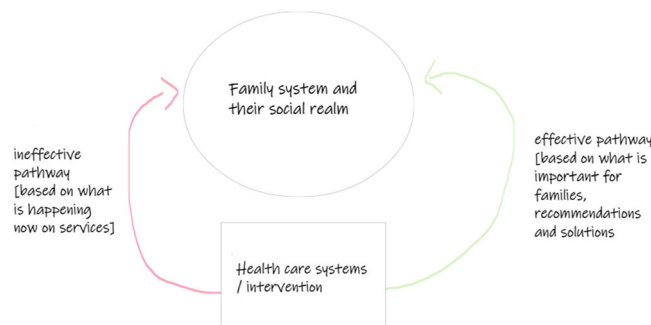 Family system and
their social realm
ineffective
pathway
[based on what
is happening
now on services]
effective pathway
[based on what is
important for
families,
recommendations
and solutions
Health care systems
/ intervention